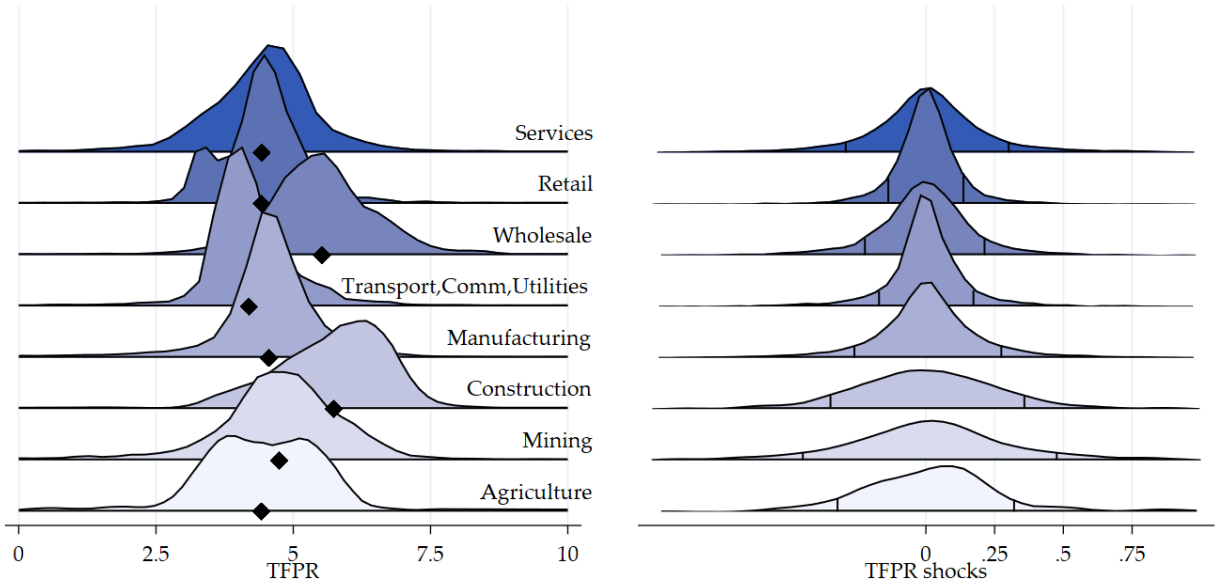 Services
Retail
Wholesale
Transport,Comm,Utilities
Manufacturing
Construction
Mining
Agriculture
0 2.5 5 7.5 10
TFPR
0 .25 .5 .75
TFPR shocks